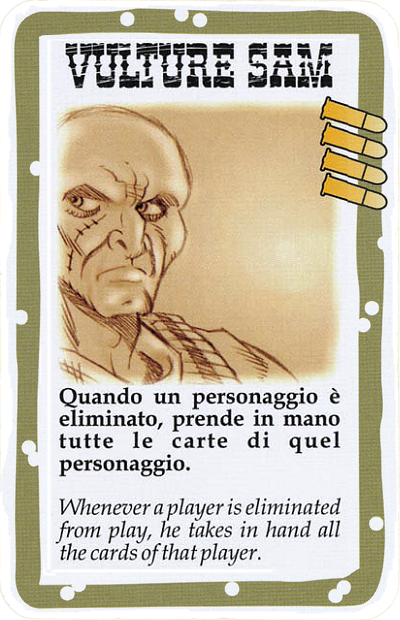 VULTURE SAM
Quando un personaggio è
eliminato, prende in mano
tutte le carte di quel
personaggio.
Whenever a player is eliminated
from play, he takes in hand all
the cards of that player.